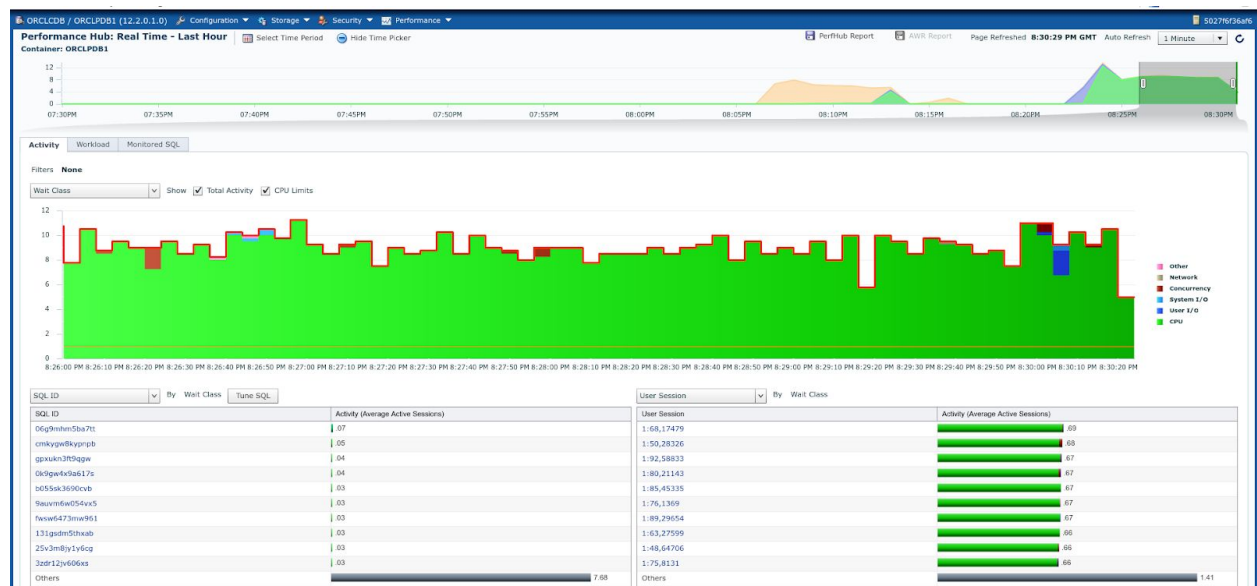 ORCLCDB / ORCLPDB1 (12.2.0.1.0) Configuration Storage Security Performance 5027f6f36af6
Performance Hub: Real Time - Last Hour Select Time Period Hide Time Picker PerfHub Report AWR Report Page Refreshed 8:30:29 PM GMT Auto Refresh 1 Minute
Container: ORCLPDB1
12
8
4
0
07:30PM 07:35PM 07:40PM 07:45PM 07:50PM 07:55PM 08:00PM 08:05PM 08:10PM 08:15PM 08:20PM 08:25PM 08:30PM
Activity Workload Monitored SQL
Filters None
Wait Class Show Total Activity CPU Limits
12
10
8
6
4
2
0
Other
Network
Concurrency
System I/O
User I/O
CPU
8:26:00 PM 8:26:10 PM 8:26:20 PM 8:26:30 PM 8:26:40 PM 8:26:50 PM 8:27:00 PM 8:27:10 PM 8:27:20 PM 8:27:30 PM 8:27:40 PM 8:27:50 PM 8:28:00 PM 8:28:10 PM 8:28:20 PM 8:28:30 PM 8:28:40 PM 8:28:50 PM 8:29:00 PM 8:29:10 PM 8:29:20 PM 8:29:30 PM 8:29:40 PM 8:29:50 PM 8:30:00 PM 8:30:10 PM 8:30:20 PM
SQL ID By Wait Class Tune SQL User Session By Wait Class
SQL ID Activity (Average Active Sessions) User Session Activity (Average Active Sessions)
06g9mhm5ba7tt .07 1:68,17479 .69
cmkygw8kypnpb .05 1:50,28326 .68
gpxukn3ft9qgw .04 1:92,58833 .67
0k9gw4x9a617s .04 1:80,21143 .67
b055sk3690cvb .03 1:85,45335 .67
9auvm6w054vx5 .03 1:76,1369 .67
fwsw6473mw961 .03 1:89,29654 .67
131gsdm5thxab .03 1:63,27599 .66
25v3m8jy1y6cg .03 1:48,64706 .66
3zdr12jv606xs .03 1:75,8131 .66
Others 7.68 Others 1.41